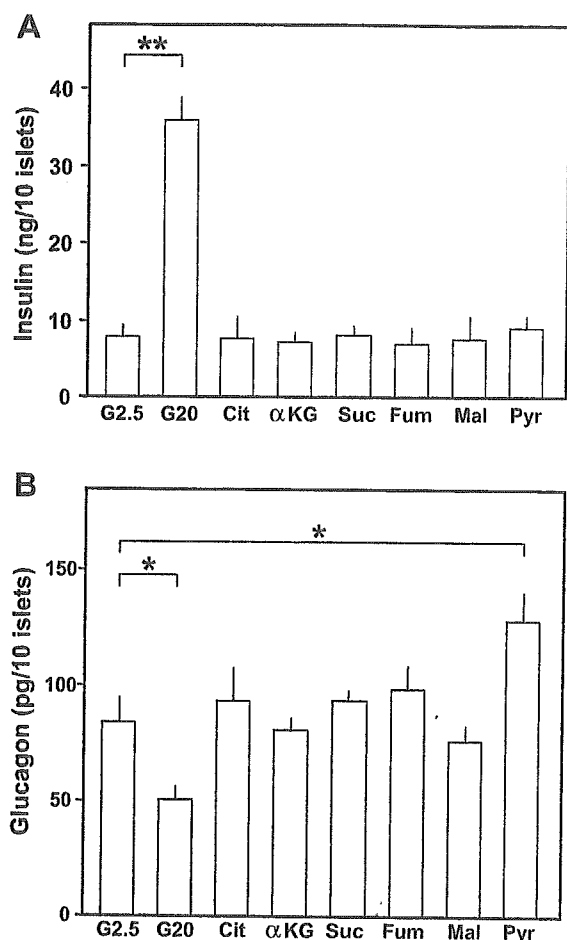 A
**
Insulin (ng/10 islets)
40
30
20
10
0
G2.5 G20 Cit αKG Suc Fum Mal Pyr
B
*
*
Glucagon (pg/10 islets)
150
100
50
0
G2.5 G20 Cit αKG Suc Fum Mal Pyr